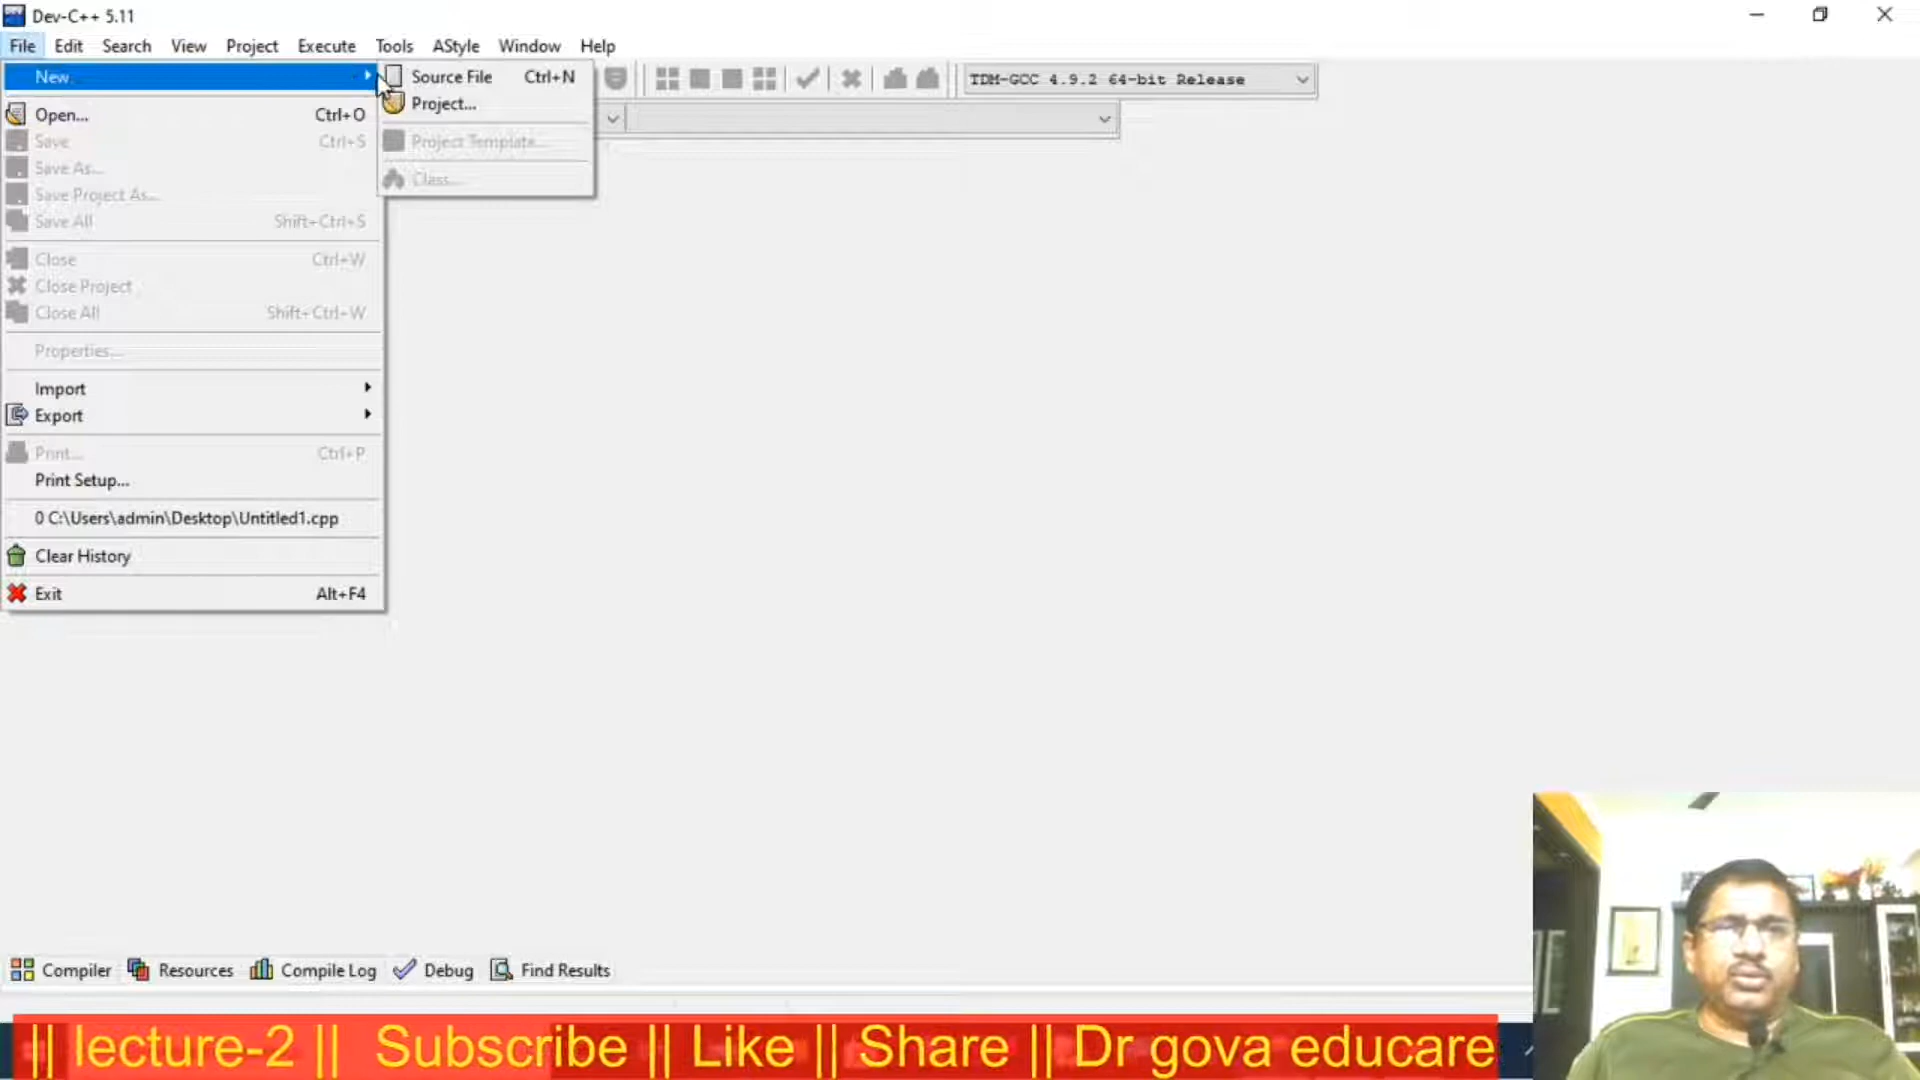 Dev-C++ 5.11
File Edit Search View Project Execute Tools AStyle Window Help
New
Source File Ctrl+N
TDM-GCC 4.9.2 64-bit Release
Project...
Open... Ctrl+O
Save Ctrl+S
Project Template...
Save As...
Class...
Save Project As...
Save All Shift+Ctrl+S
Close Ctrl+W
Close Project
Close All Shift+Ctrl+W
Properties...
Import
Export
Print... Ctrl+P
Print Setup...
0 C:\Users\admin\Desktop\Untitled1.cpp
Clear History
Exit Alt+F4
Compiler Resources Compile Log Debug Find Results
|| lecture-2 || Subscribe || Like || Share || Dr gova educare